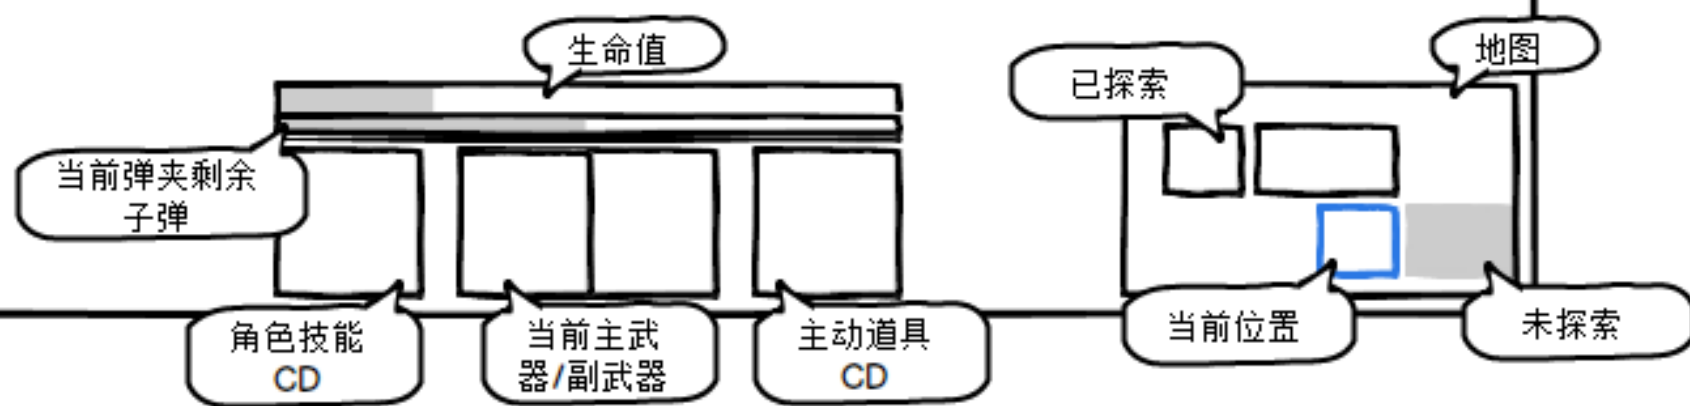 生命值
地图
已探索
当前弹夹剩余
子弹
角色技能
CD
当前主武
器/副武器
主动道具
CD
当前位置
未探索